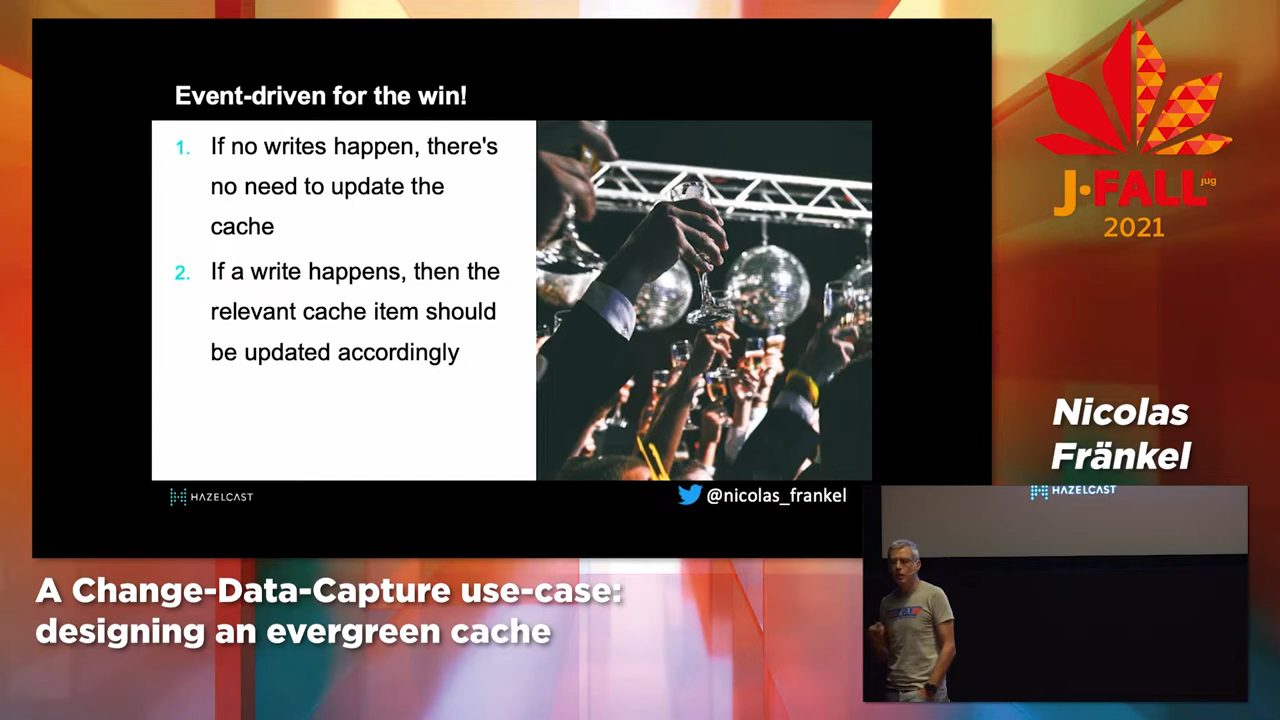 Event-driven for the win!
1. If no writes happen, there's
no need to update the
cache
2. If a write happens, then the
relevant cache item should
be updated accordingly
HAZELCAST
@nicolas_frankel
J-FALL
jug
2021
Nicolas
Fränkel
HAZELCAST
A Change-Data-Capture use-case:
designing an evergreen cache